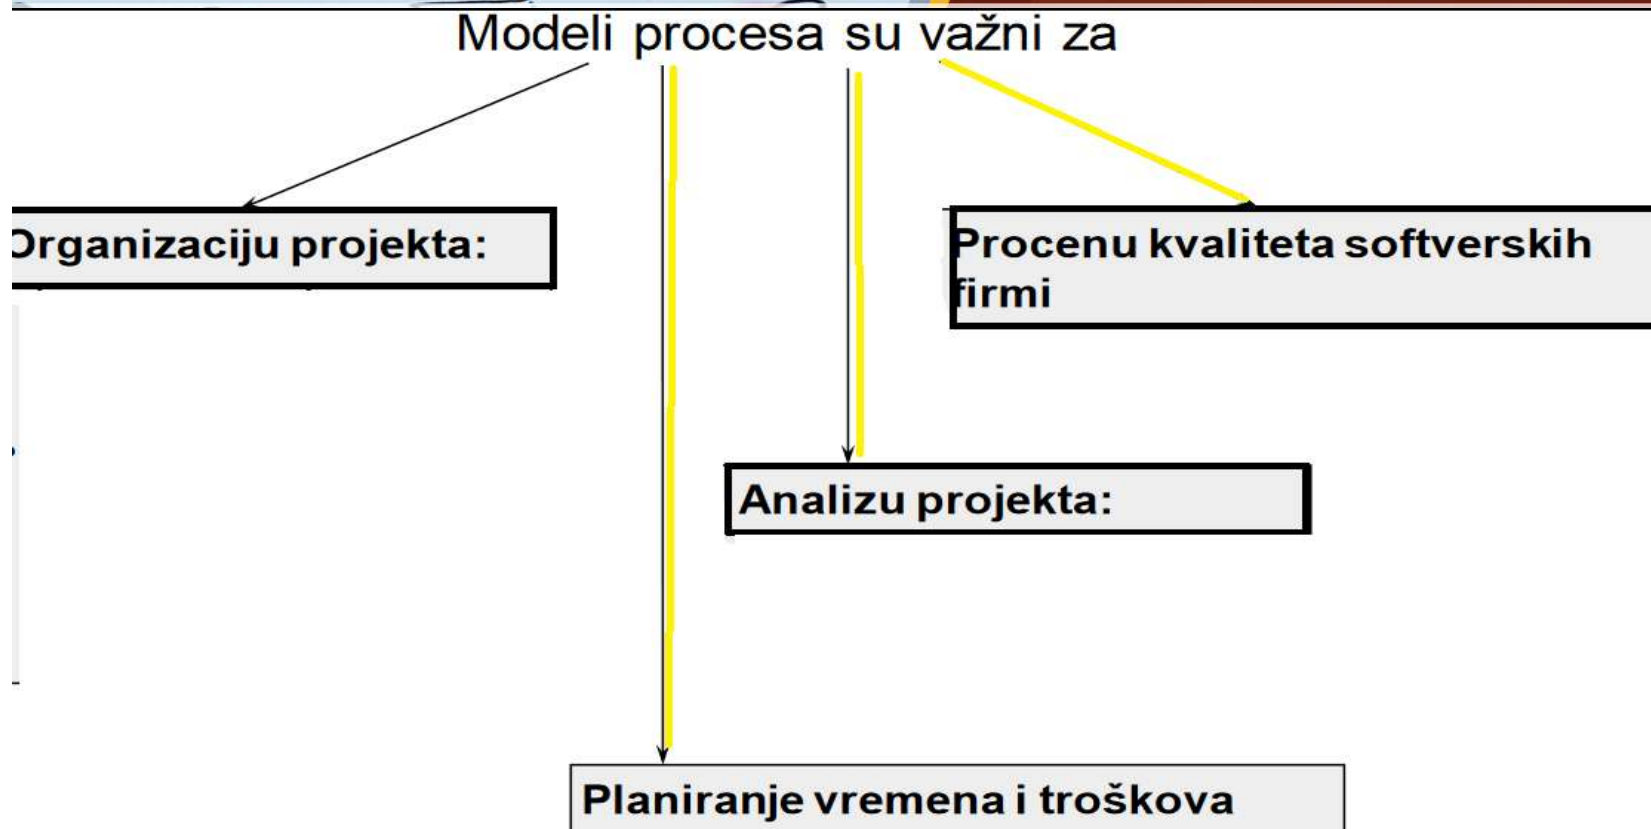 Modeli procesa su važni za
Organizaciju projekta:
Procenu kvaliteta softverskih
firmi
Analizu projekta:
Planiranje vremena i troškova